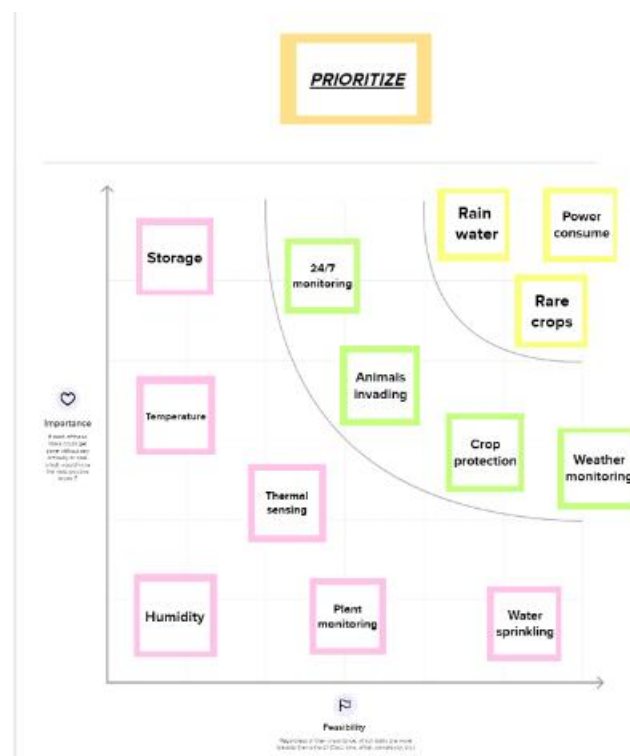 PRIORITIZE
Rain
water
Power
consume
Storage
24/7
monitoring
Rare
crops
Animals
invading
Temperature
Importance
Crop
protection
Weather
monitoring
Thermal
sensing
Humidity
Plant
monitoring
Water
sprinkling
Feasibility